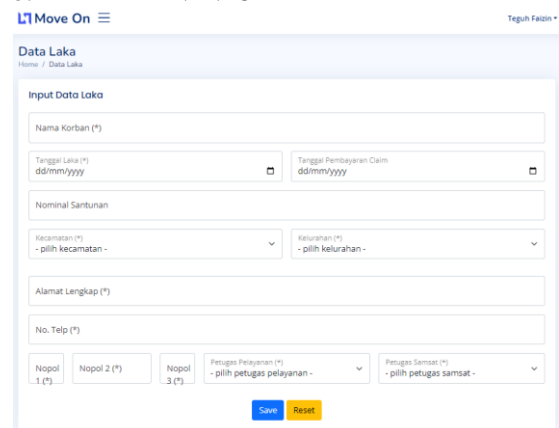 Move On
Teguh Faizin
Data Laka
Home / Data Laka
Input Data Laka
Nama Korban (*)
Tanggal Laka (*)
dd/mm/yyyy
Tanggal Pembayaran Claim
dd/mm/yyyy
Nominal Santunan
Kecamatan (*)
- pilih kecamatan -
Kelurahan (*)
- pilih kelurahan -
Alamat Lengkap (*)
No. Telp (*)
Nopol
1 (*)
Nopol 2 (*)
Nopol
3 (*)
Petugas Pelayanan (*)
- pilih petugas pelayanan -
Petugas Samsat (*)
- pilih petugas samsat -
Save
Reset